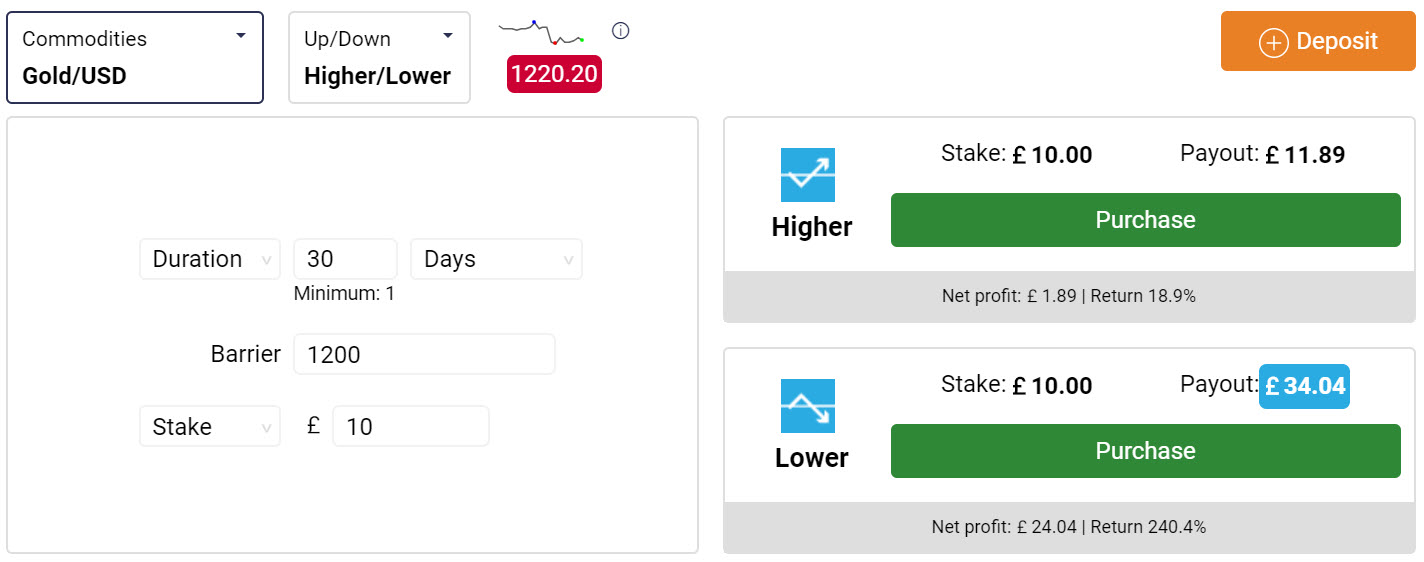 Commodities
Gold/USD
Up/Down
Higher/Lower
1220.20
Deposit
Duration 30 Days
Minimum: 1
Barrier 1200
Stake £ 10
Stake: £ 10.00 Payout: £ 11.89
Higher
Purchase
Net profit: £ 1.89 | Return 18.9%
Stake: £ 10.00 Payout: £ 34.04
Lower
Purchase
Net profit: £ 24.04 | Return 240.4%